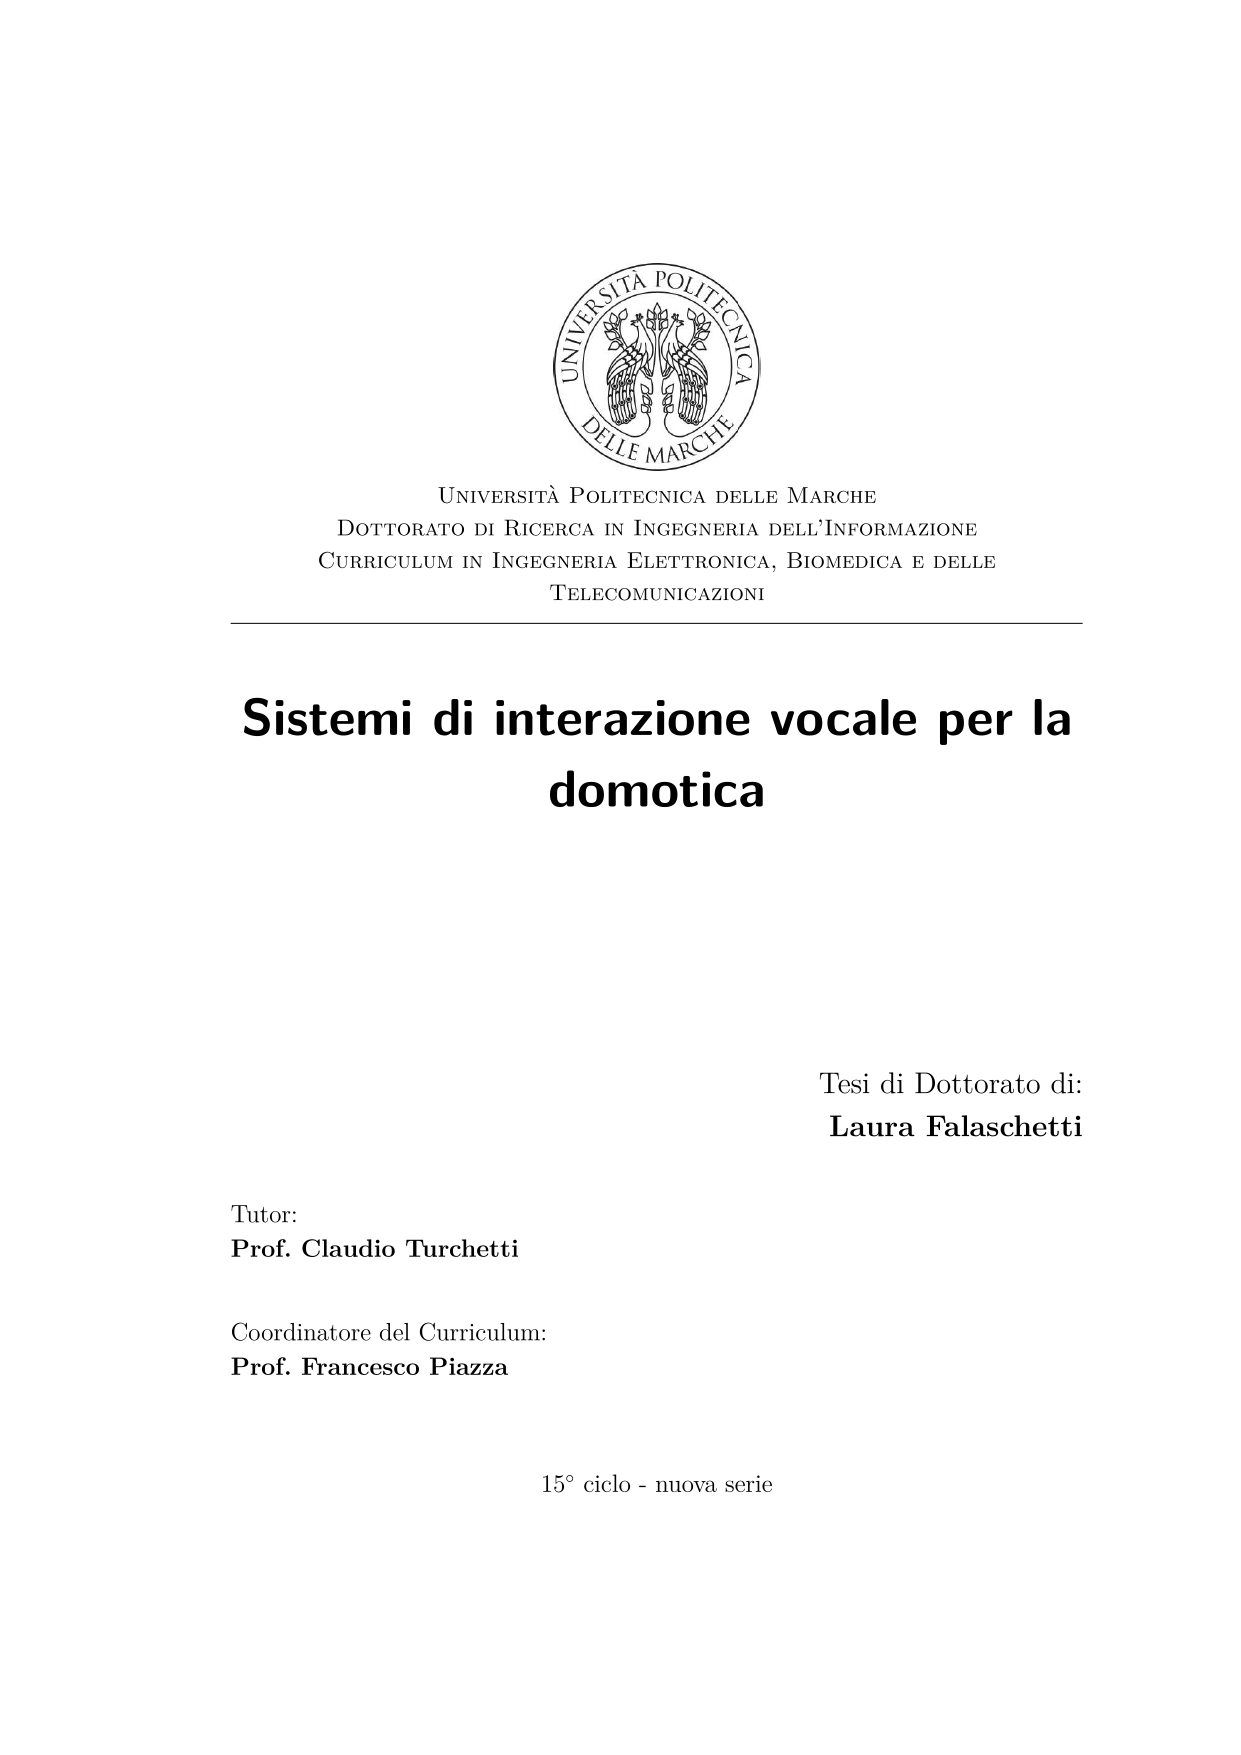 UNIVERSITÀ POLITECNICA
DELLE MARCHE
Università Politecnica delle Marche
Dottorato di Ricerca in Ingegneria dell'Informazione
Curriculum in Ingegneria Elettronica, Biomedica e delle
Telecomunicazioni
Sistemi di interazione vocale per la
domotica
Tesi di Dottorato di:
Laura Falaschetti
Tutor:
Prof. Claudio Turchetti
Coordinatore del Curriculum:
Prof. Francesco Piazza
15° ciclo - nuova serie